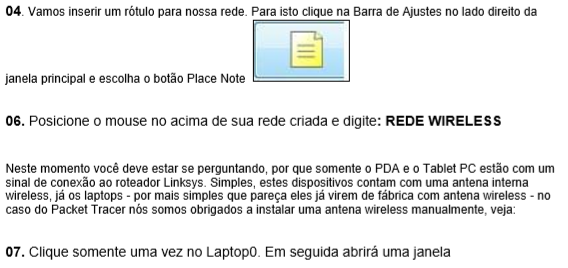 04. Vamos inserir um rótulo para nossa rede. Para isto clique na Barra de Ajustes no lado direito da
janela principal e escolha o botão Place Note
06. Posicione o mouse no acima de sua rede criada e digite: REDE WIRELESS
Neste momento você deve estar se perguntando, por que somente o PDA e o Tablet PC estão com um
sinal de conexão ao roteador Linksys. Simples, estes dispositivos contam com uma antena interna
wireless, já os laptops - por mais simples que pareça eles já virem de fábrica com antena wireless - no
caso do Packet Tracer nós somos obrigados a instalar uma antena wireless manualmente, veja:
07. Clique somente uma vez no Laptop0. Em seguida abrirá uma janela